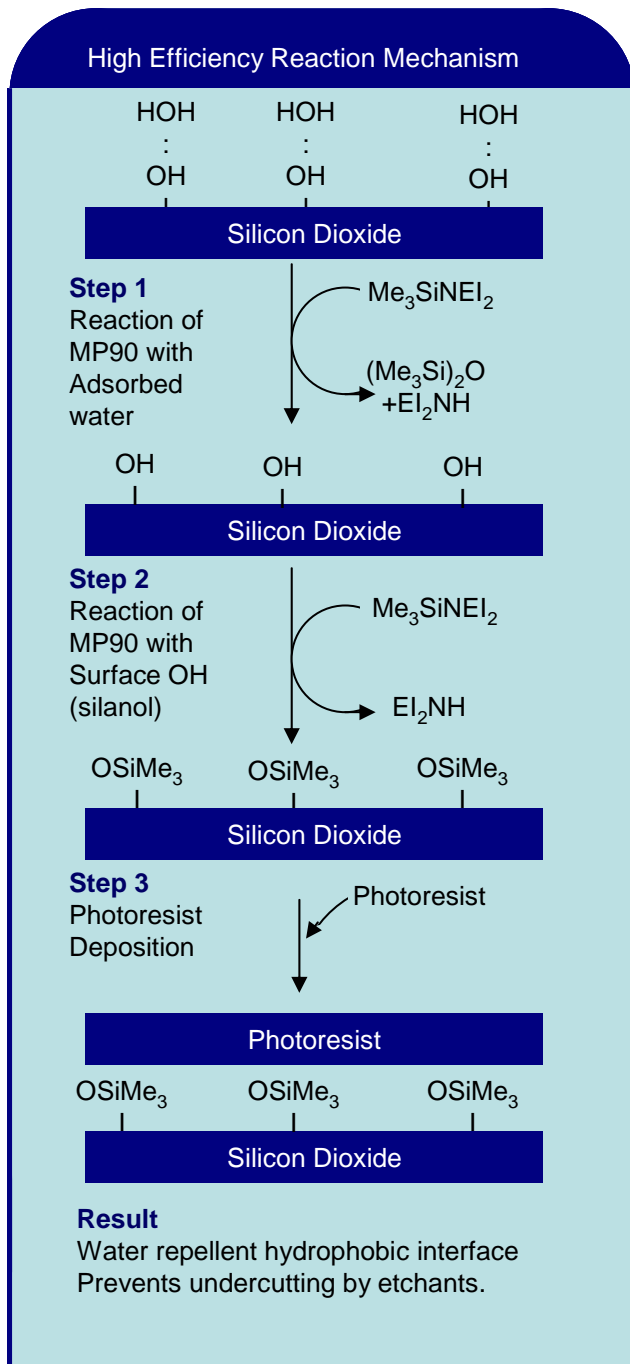 High Efficiency Reaction Mechanism
HOH HOH HOH
: : :
OH OH OH
Silicon Dioxide
Step 1
Reaction of
MP90 with
Adsorbed
water
Me₃SiNEI₂
(Me₃Si)₂O
+EI₂NH
OH OH OH
Silicon Dioxide
Step 2
Reaction of
MP90 with
Surface OH
(silanol)
Me₃SiNEI₂
EI₂NH
OSiMe₃ OSiMe₃ OSiMe₃
Silicon Dioxide
Step 3
Photoresist
Deposition
Photoresist
Photoresist
OSiMe₃ OSiMe₃ OSiMe₃
Silicon Dioxide
Result
Water repellent hydrophobic interface
Prevents undercutting by etchants.